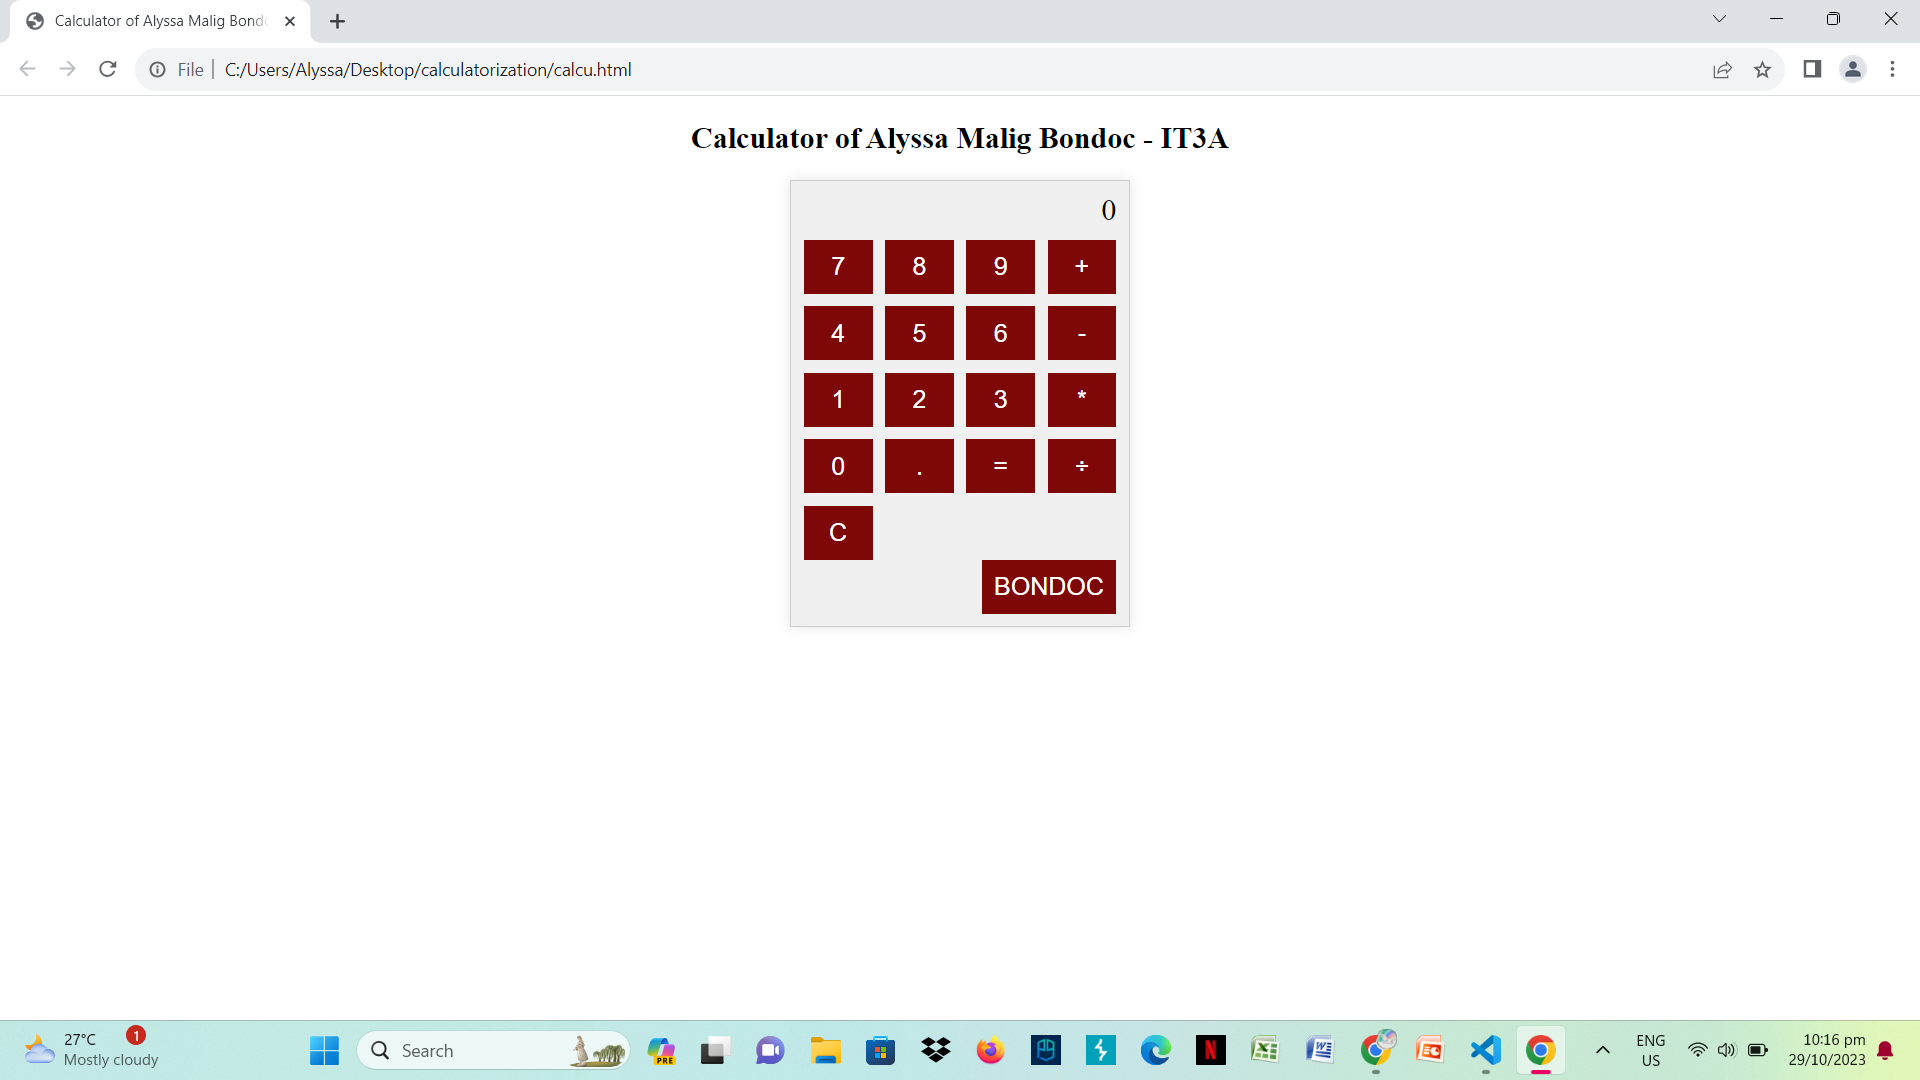 Calculator of Alyssa Malig Bond
File
C:/Users/Alyssa/Desktop/calculatorization/calcu.html
Calculator of Alyssa Malig Bondoc - IT3A
0
7 8 9 +
4 5 6 -
1 2 3 *
0 . = ÷
C
BONDOC
27°C
1
Mostly cloudy
Search
PRE
ENG
US
10:16 pm
29/10/2023